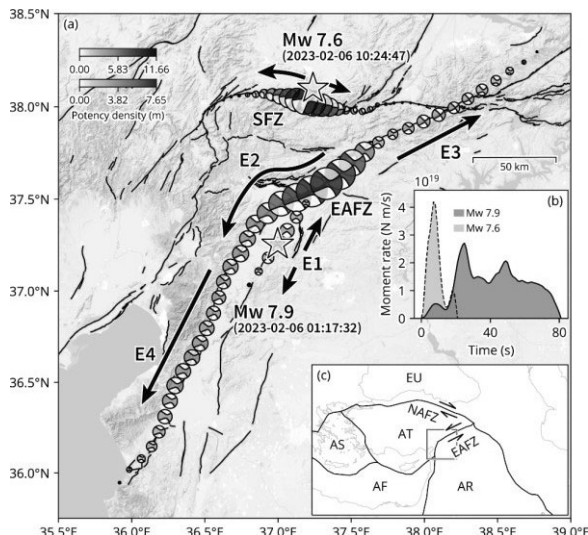 (a)
0.00 5.83 11.66
0.00 3.82 7.65
Potency density (m)
Mw 7.6
(2023-02-06 10:24:47)
SFZ
E2
E3
50 km
EAFZ
E1
Mw 7.9
(2023-02-06 01:17:32)
E4
38.5°N
38.0°N
37.5°N
37.0°N
36.5°N
36.0°N
35.5°E 36.0°E 36.5°E 37.0°E 37.5°E 38.0°E 38.5°E 39.0°E
10¹⁹
(b)
Moment rate (N m/s)
4
3
2
1
0
Mw 7.9
Mw 7.6
0 40 80
Time (s)
(c)
EU
NAFZ
AS
AT
EAFZ
AF
AR